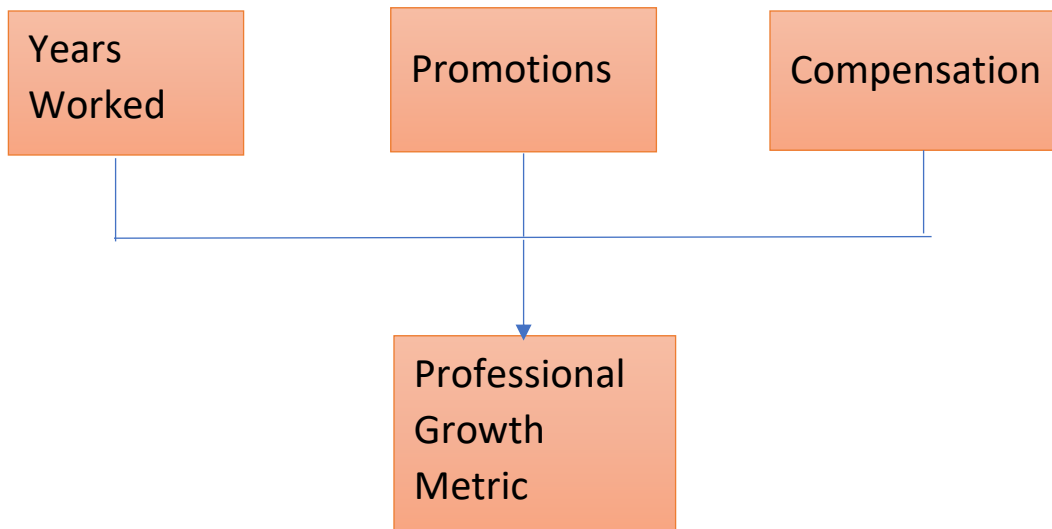 Years
Worked
Promotions
Compensation
Professional
Growth
Metric